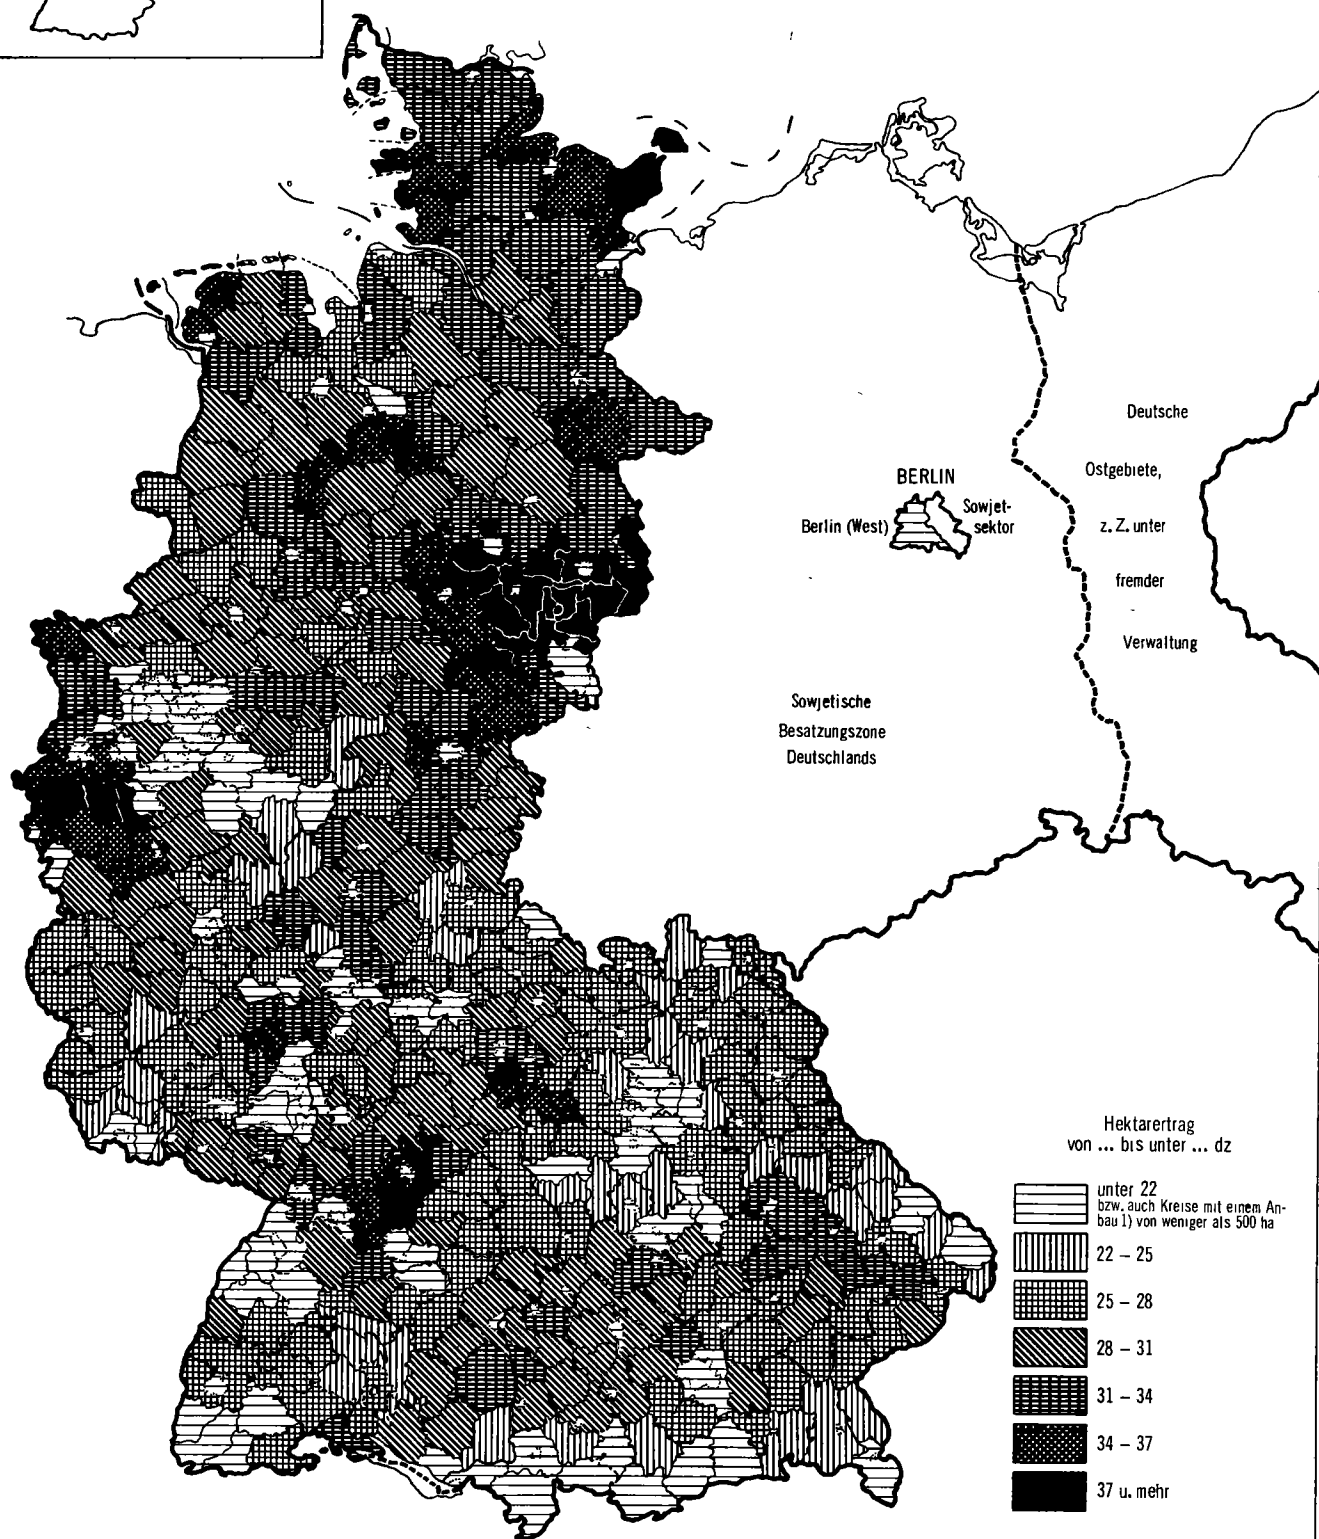 Deutsche
Ostgebiete,
z. Z. unter
fremder
Verwaltung
BERLIN
Berlin (West)
Sowjet-
sektor
Sowjetische
Besatzungszone
Deutschlands
Hektarertrag
von ... bis unter ... dz
unter 22
bzw. auch Kreise mit einem An-
bau 1) von weniger als 500 ha
22 – 25
25 – 28
28 – 31
31 – 34
34 – 37
37 u. mehr